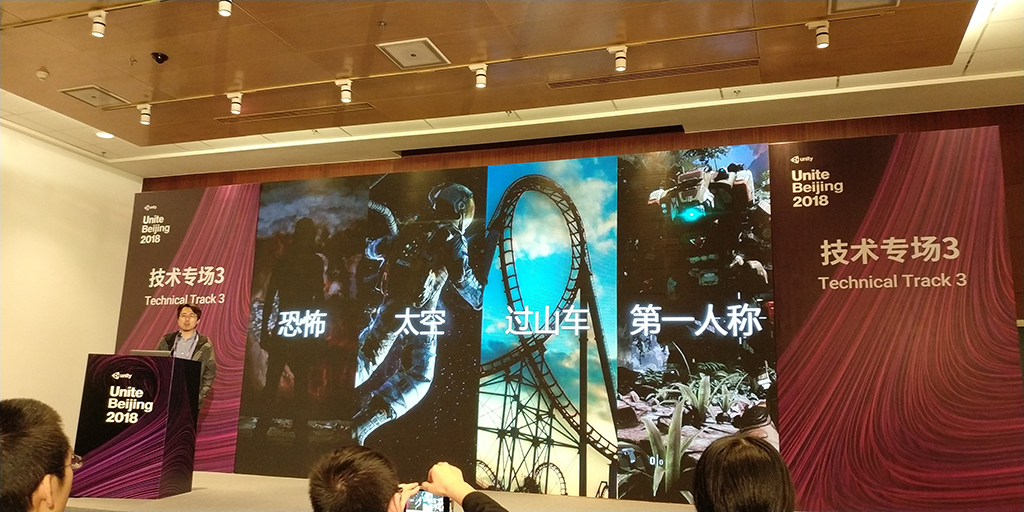 unity
Unite
Beijing
2018
技术专场3
Technical Track 3
恐怖
太空
过山车
第一人称
unity
Unite
Beijing
2018
技术专场3
Technical Track 3
unity
Unite
Beijing
2018